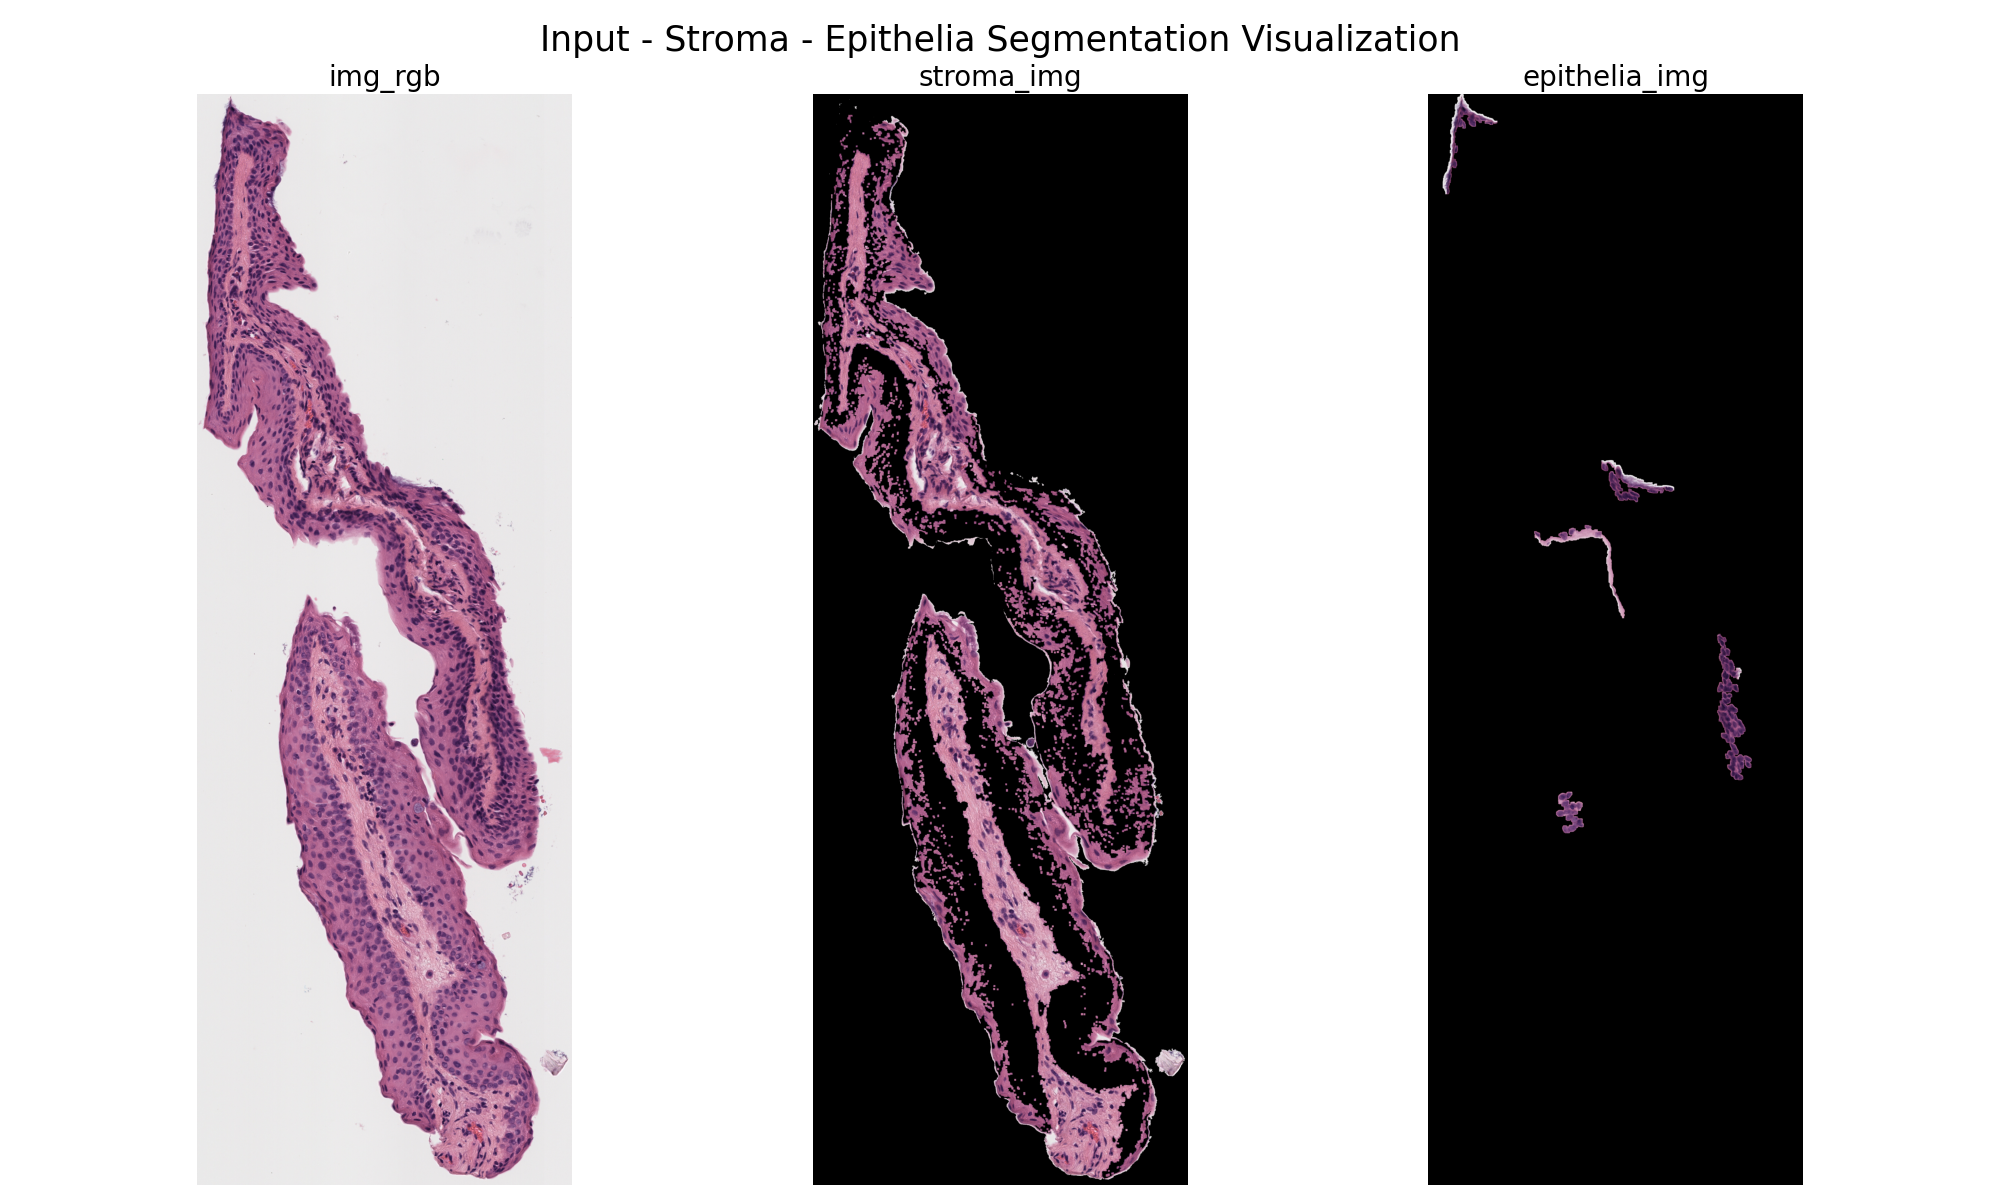 Input - Stroma - Epithelia Segmentation Visualization
img_rgb
stroma_img
epithelia_img